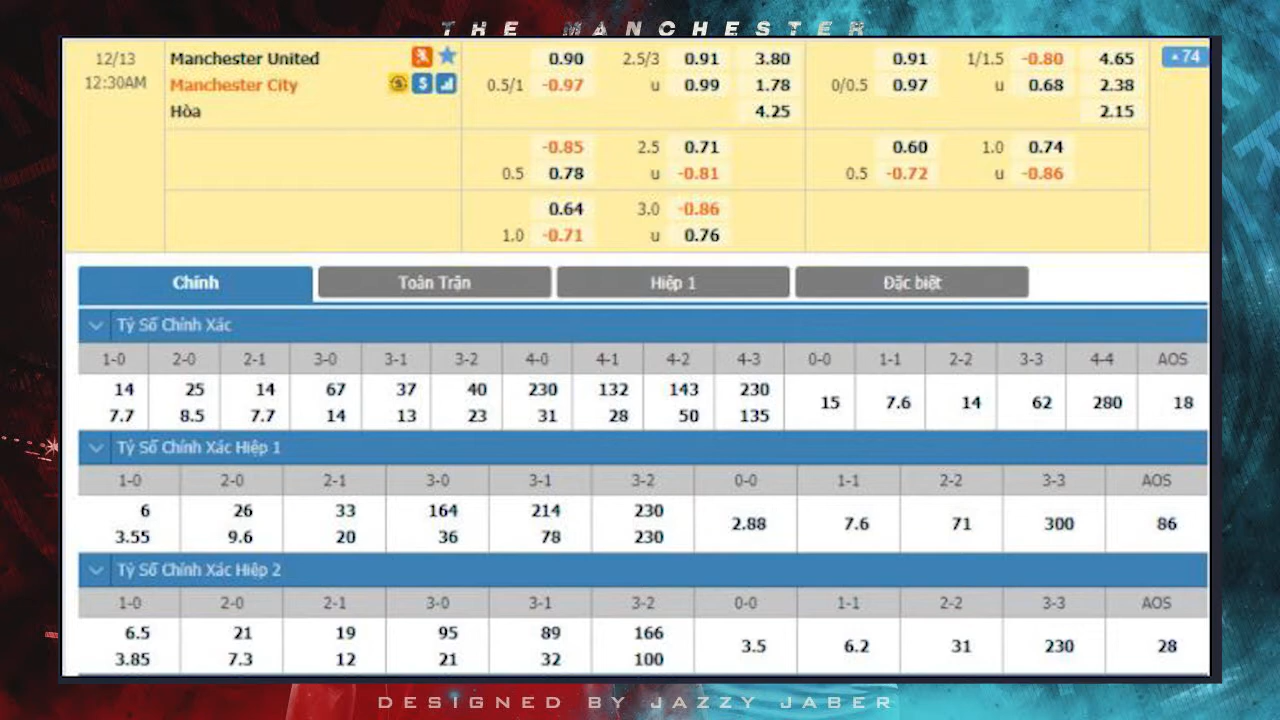 THE MANCHESTER
12/13 Manchester United 0.90 2.5/3 0.91 3.80 0.91 1/1.5 -0.80 4.65 74
12:30AM Manchester City $ 0.5/1 -0.97 u 0.99 1.78 0/0.5 0.97 u 0.68 2.38
Hòa 4.25 2.15
-0.85 2.5 0.71 0.60 1.0 0.74
0.5 0.78 u -0.81 0.5 -0.72 u -0.86
0.64 3.0 -0.86
1.0 -0.71 u 0.76
Chính Toàn Trận Hiệp 1 Đặc biệt
Tỷ Số Chính Xác
1-0 2-0 2-1 3-0 3-1 3-2 4-0 4-1 4-2 4-3 0-0 1-1 2-2 3-3 4-4 AOS
14 25 14 67 37 40 230 132 143 230 15 7.6 14 62 280 18
7.7 8.5 7.7 14 13 23 31 28 50 135
Tỷ Số Chính Xác Hiệp 1
1-0 2-0 2-1 3-0 3-1 3-2 0-0 1-1 2-2 3-3 AOS
6 26 33 164 214 230 2.88 7.6 71 300 86
3.55 9.6 20 36 78 230
Tỷ Số Chính Xác Hiệp 2
1-0 2-0 2-1 3-0 3-1 3-2 0-0 1-1 2-2 3-3 AOS
6.5 21 19 95 89 166 3.5 6.2 31 230 28
3.85 7.3 12 21 32 100
DESIGNED BY JAZZY JABER